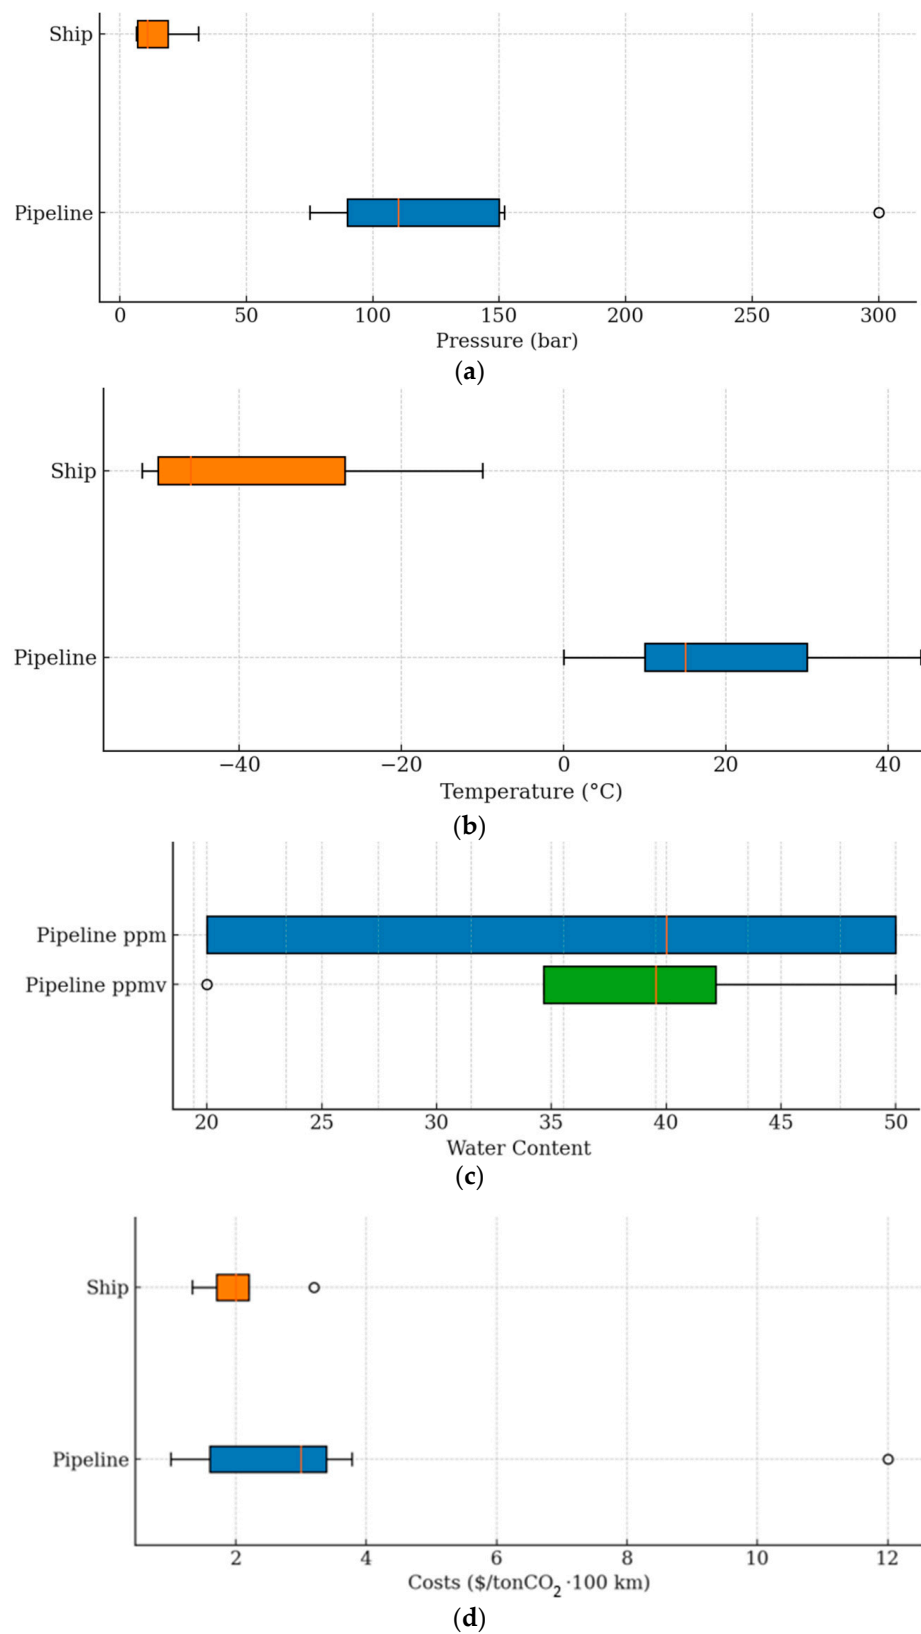 Ship
Pipeline
0 50 100 150 200 250 300
Pressure (bar)
(a)
Ship
Pipeline
−40 −20 0 20 40
Temperature (°C)
(b)
Pipeline ppm
Pipeline ppmv
20 25 30 35 40 45 50
Water Content
(c)
Ship
Pipeline
2 4 6 8 10 12
Costs ($/tonCO₂·100 km)
(d)